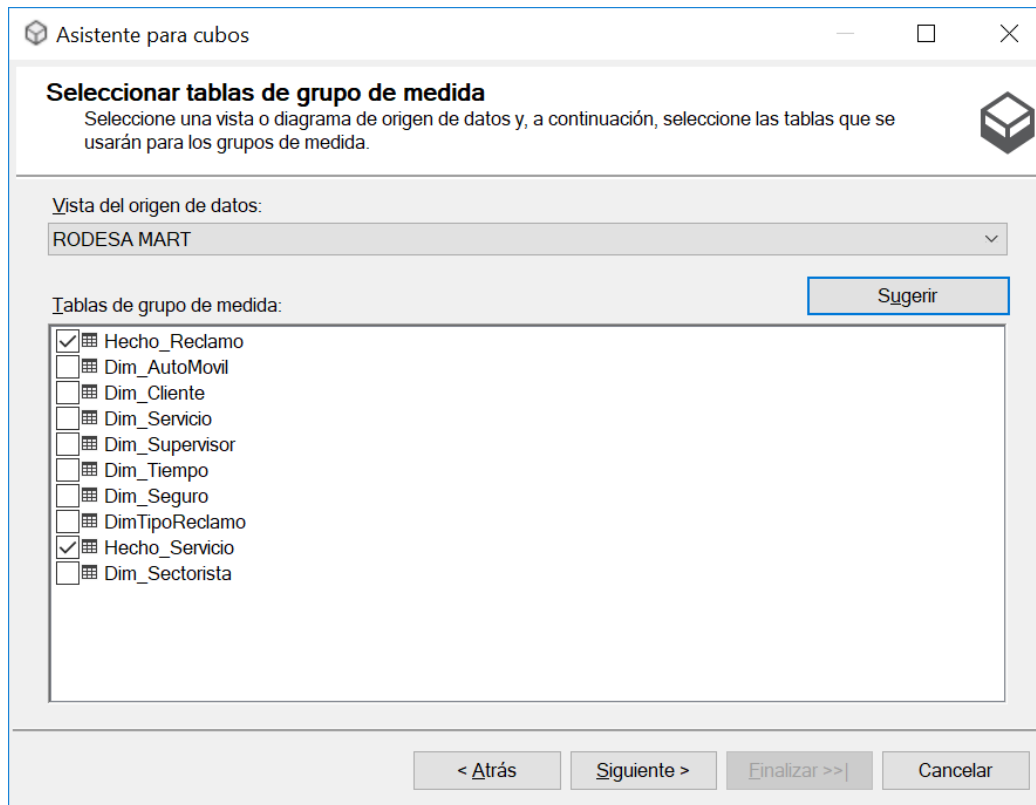 Asistente para cubos
Seleccionar tablas de grupo de medida
Seleccione una vista o diagrama de origen de datos y, a continuación, seleccione las tablas que se
usarán para los grupos de medida.
Vista del origen de datos:
RODESA MART
Sugerir
Tablas de grupo de medida:
Hecho_Reclamo
Dim_AutoMovil
Dim_Cliente
Dim_Servicio
Dim_Supervisor
Dim_Tiempo
Dim_Seguro
DimTipoReclamo
Hecho_Servicio
Dim_Sectorista
< Atrás
Siguiente >
Finalizar >>|
Cancelar